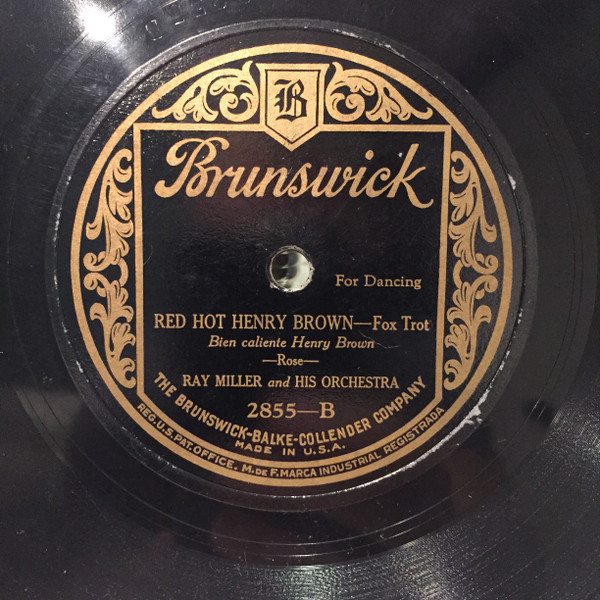 B
Brunswick
For Dancing
RED HOT HENRY BROWN—Fox Trot
Bien caliente Henry Brown
—Rose—
RAY MILLER and HIS ORCHESTRA
2855—B
THE BRUNSWICK-BALKE-COLLENDER COMPANY
MADE IN U.S.A.
REG. U.S. PAT. OFFICE. M. DE F. MARCA INDUSTRIAL REGISTRADA